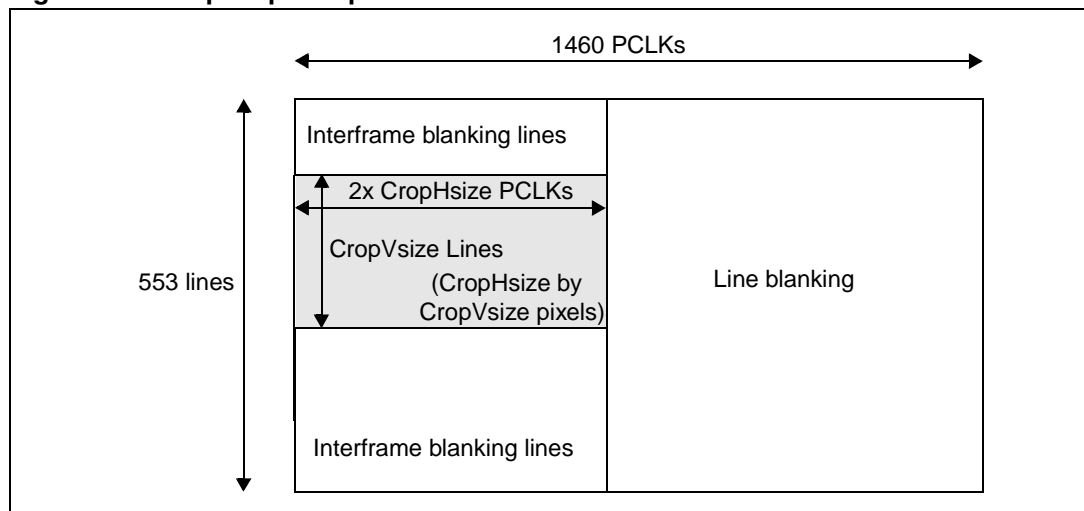 1460 PCLKs
Interframe blanking lines
2x CropHsize PCLKs
CropVsize Lines
(CropHsize by
CropVsize pixels)
553 lines
Line blanking
Interframe blanking lines